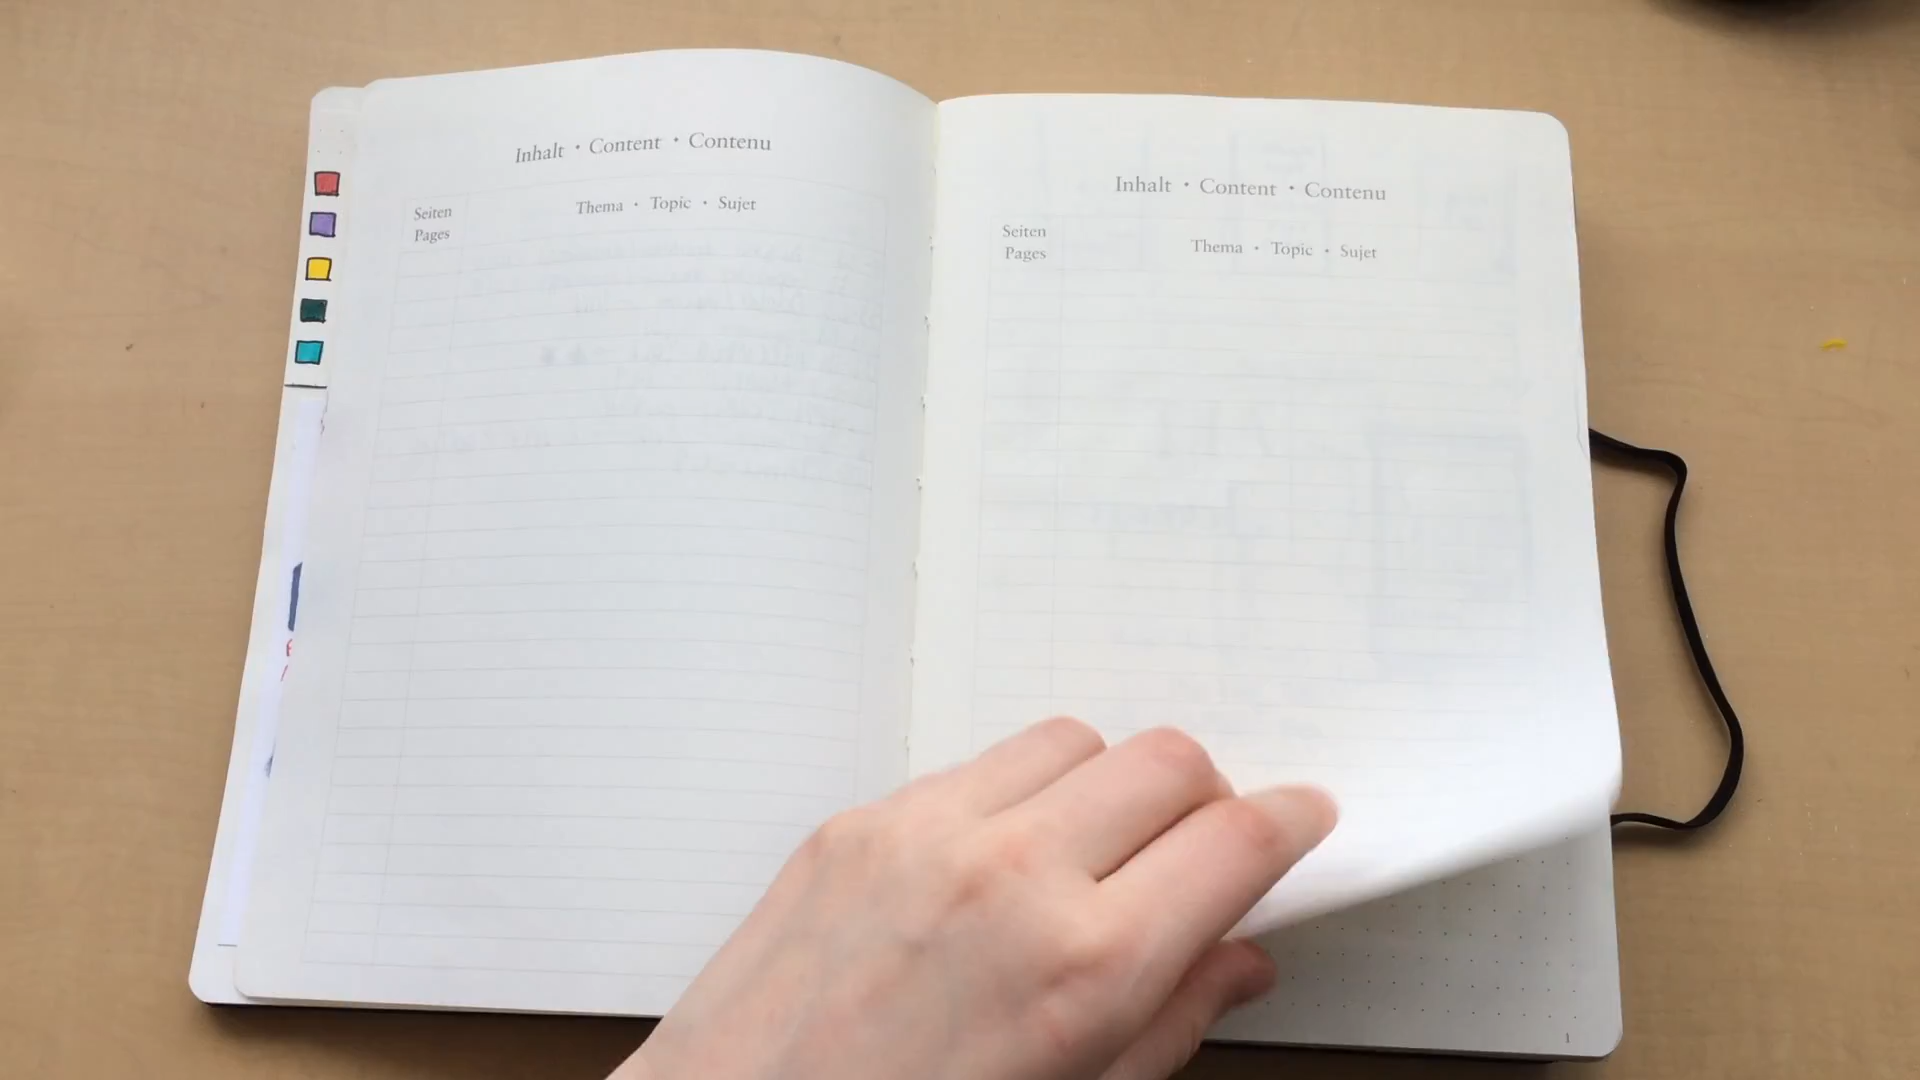 Inhalt · Content · Contenu
Seiten
Pages
Thema · Topic · Sujet
Inhalt · Content · Contenu
Seiten
Pages
Thema · Topic · Sujet
1